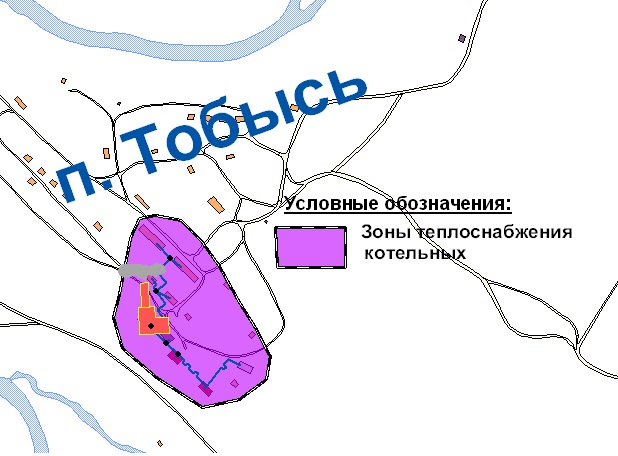 п. Тобысь
Условные обозначения:
Зоны теплоснабжения
котельных